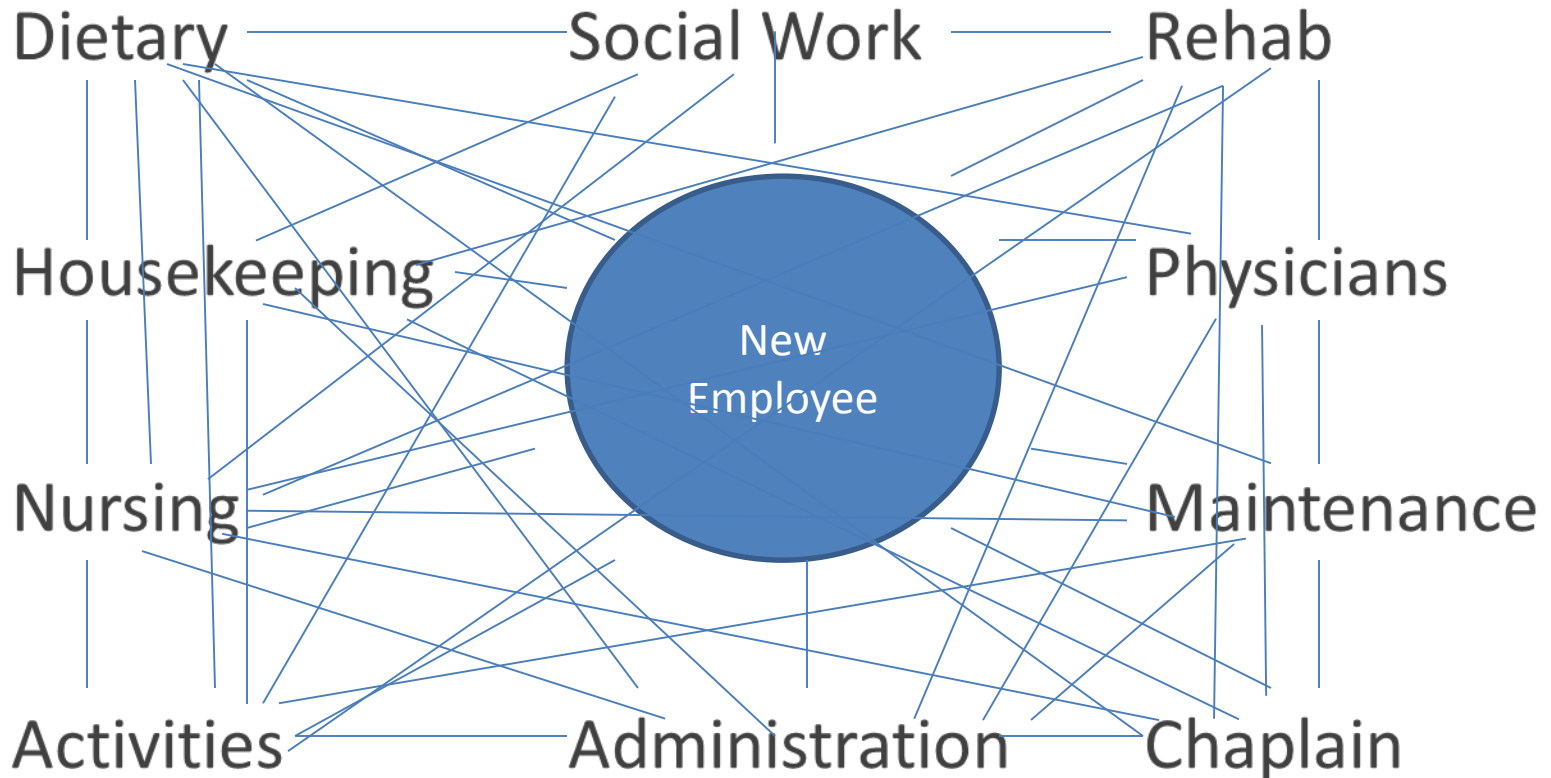 Dietary
Social Work
Rehab
Housekeeping
Physicians
New
Employee
Nursing
Maintenance
Activities
Administration
Chaplain